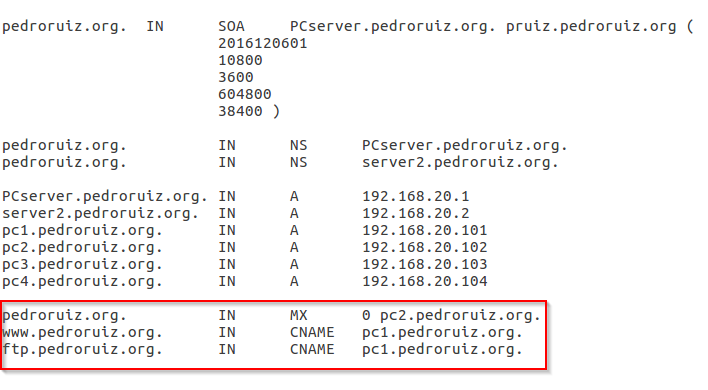 pedroruiz.org. IN SOA PCserver.pedroruiz.org. pruiz.pedroruiz.org (
2016120601
10800
3600
604800
38400 )
pedroruiz.org. IN NS PCserver.pedroruiz.org.
pedroruiz.org. IN NS server2.pedroruiz.org.
PCserver.pedroruiz.org. IN A 192.168.20.1
server2.pedroruiz.org. IN A 192.168.20.2
pc1.pedroruiz.org. IN A 192.168.20.101
pc2.pedroruiz.org. IN A 192.168.20.102
pc3.pedroruiz.org. IN A 192.168.20.103
pc4.pedroruiz.org. IN A 192.168.20.104
pedroruiz.org. IN MX 0 pc2.pedroruiz.org.
www.pedroruiz.org. IN CNAME pc1.pedroruiz.org.
ftp.pedroruiz.org. IN CNAME pc1.pedroruiz.org.